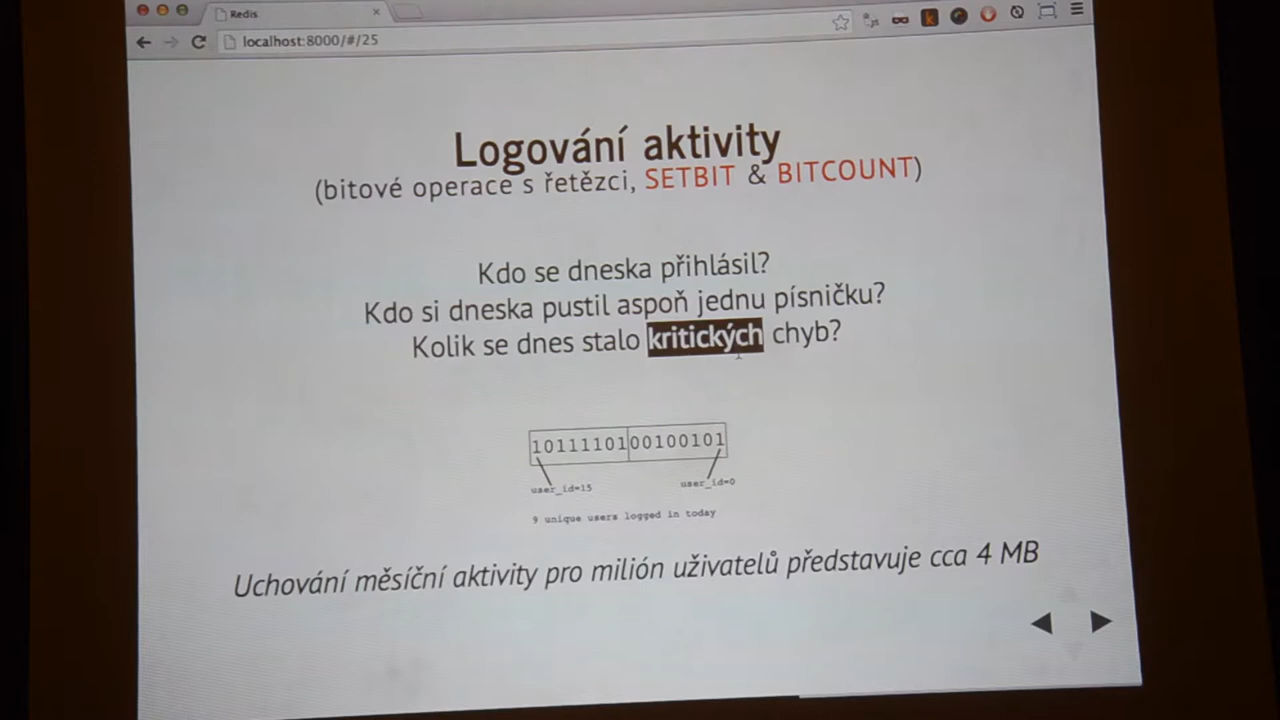 Redis
localhost:8000/#/25
Logování aktivity
(bitové operace s řetězci, SETBIT & BITCOUNT)
Kdo se dneska přihlásil?
Kdo si dneska pustil aspoň jednu písničku?
Kolik se dnes stalo kritických chyb?
1011110100100101
user_id=15 user_id=0
9 unique users logged in today
Uchování měsíční aktivity pro milión uživatelů představuje cca 4 MB